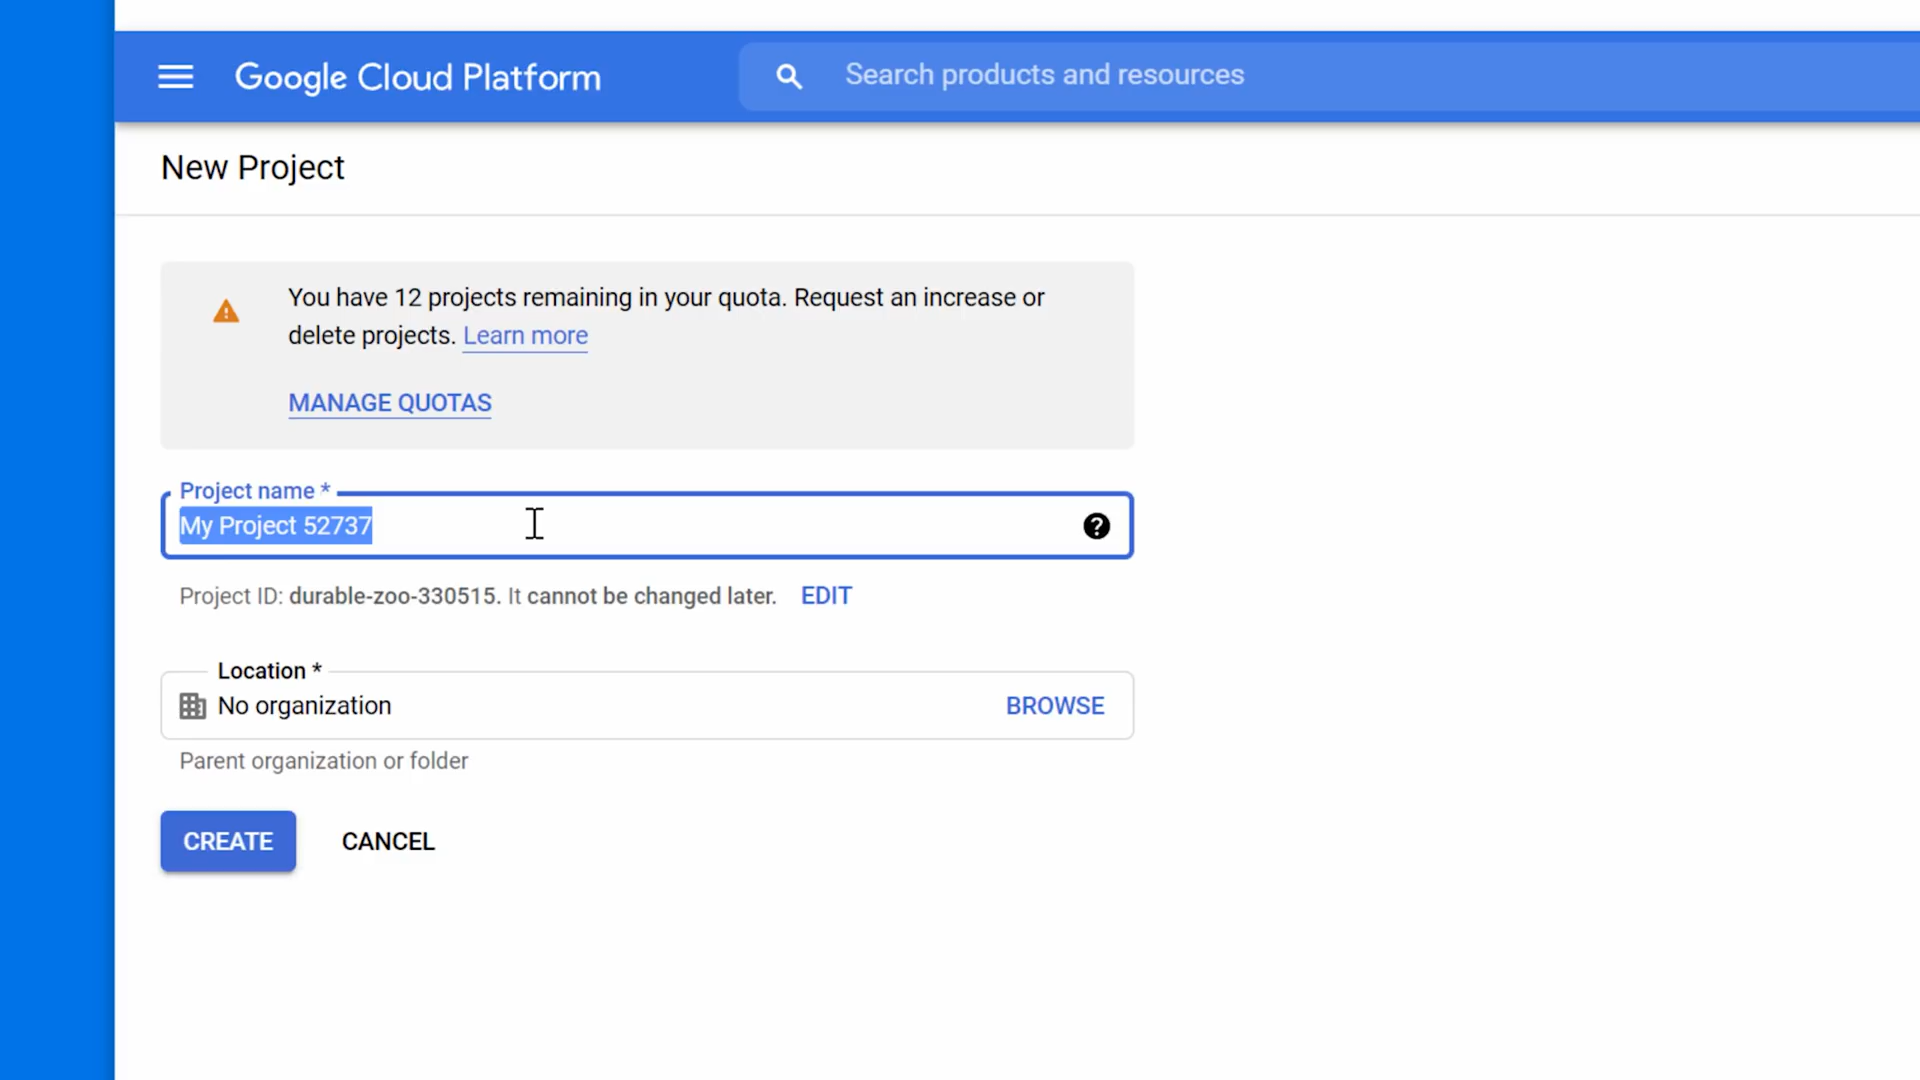 Google Cloud Platform
Search products and resources
New Project
You have 12 projects remaining in your quota. Request an increase or
delete projects. Learn more
MANAGE QUOTAS
Project name *
My Project 52737
Project ID: durable-zoo-330515. It cannot be changed later. EDIT
Location *
No organization BROWSE
Parent organization or folder
CREATE CANCEL